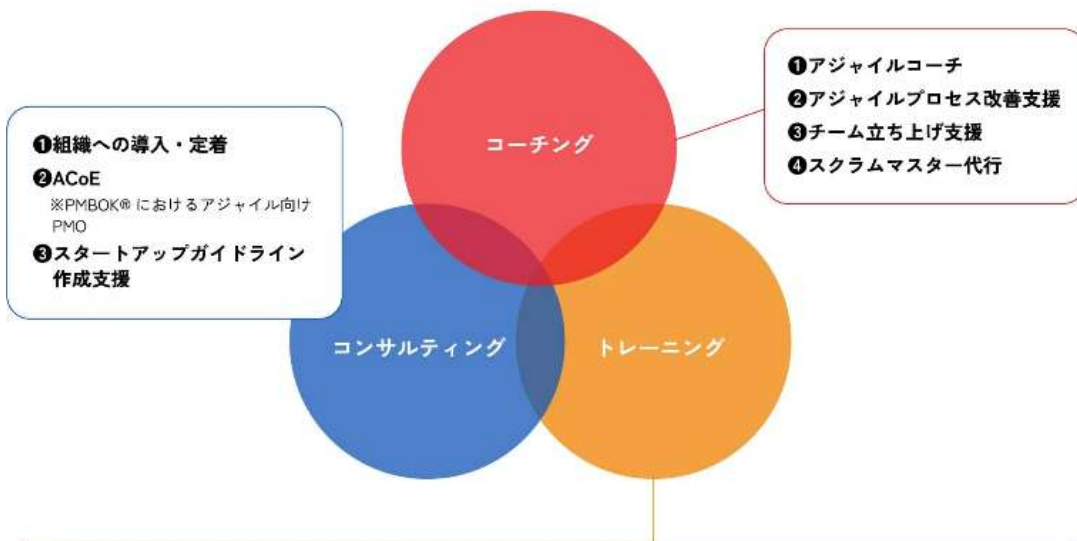 コーチング
❶アジャイルコーチ
❷アジャイルプロセス改善支援
❸チーム立ち上げ支援
❹スクラムマスター代行
❶組織への導入・定着
❷ACoE
※PMBOK® におけるアジャイル向け
PMO
❸スタートアップガイドライン
作成支援
コンサルティング
トレーニング